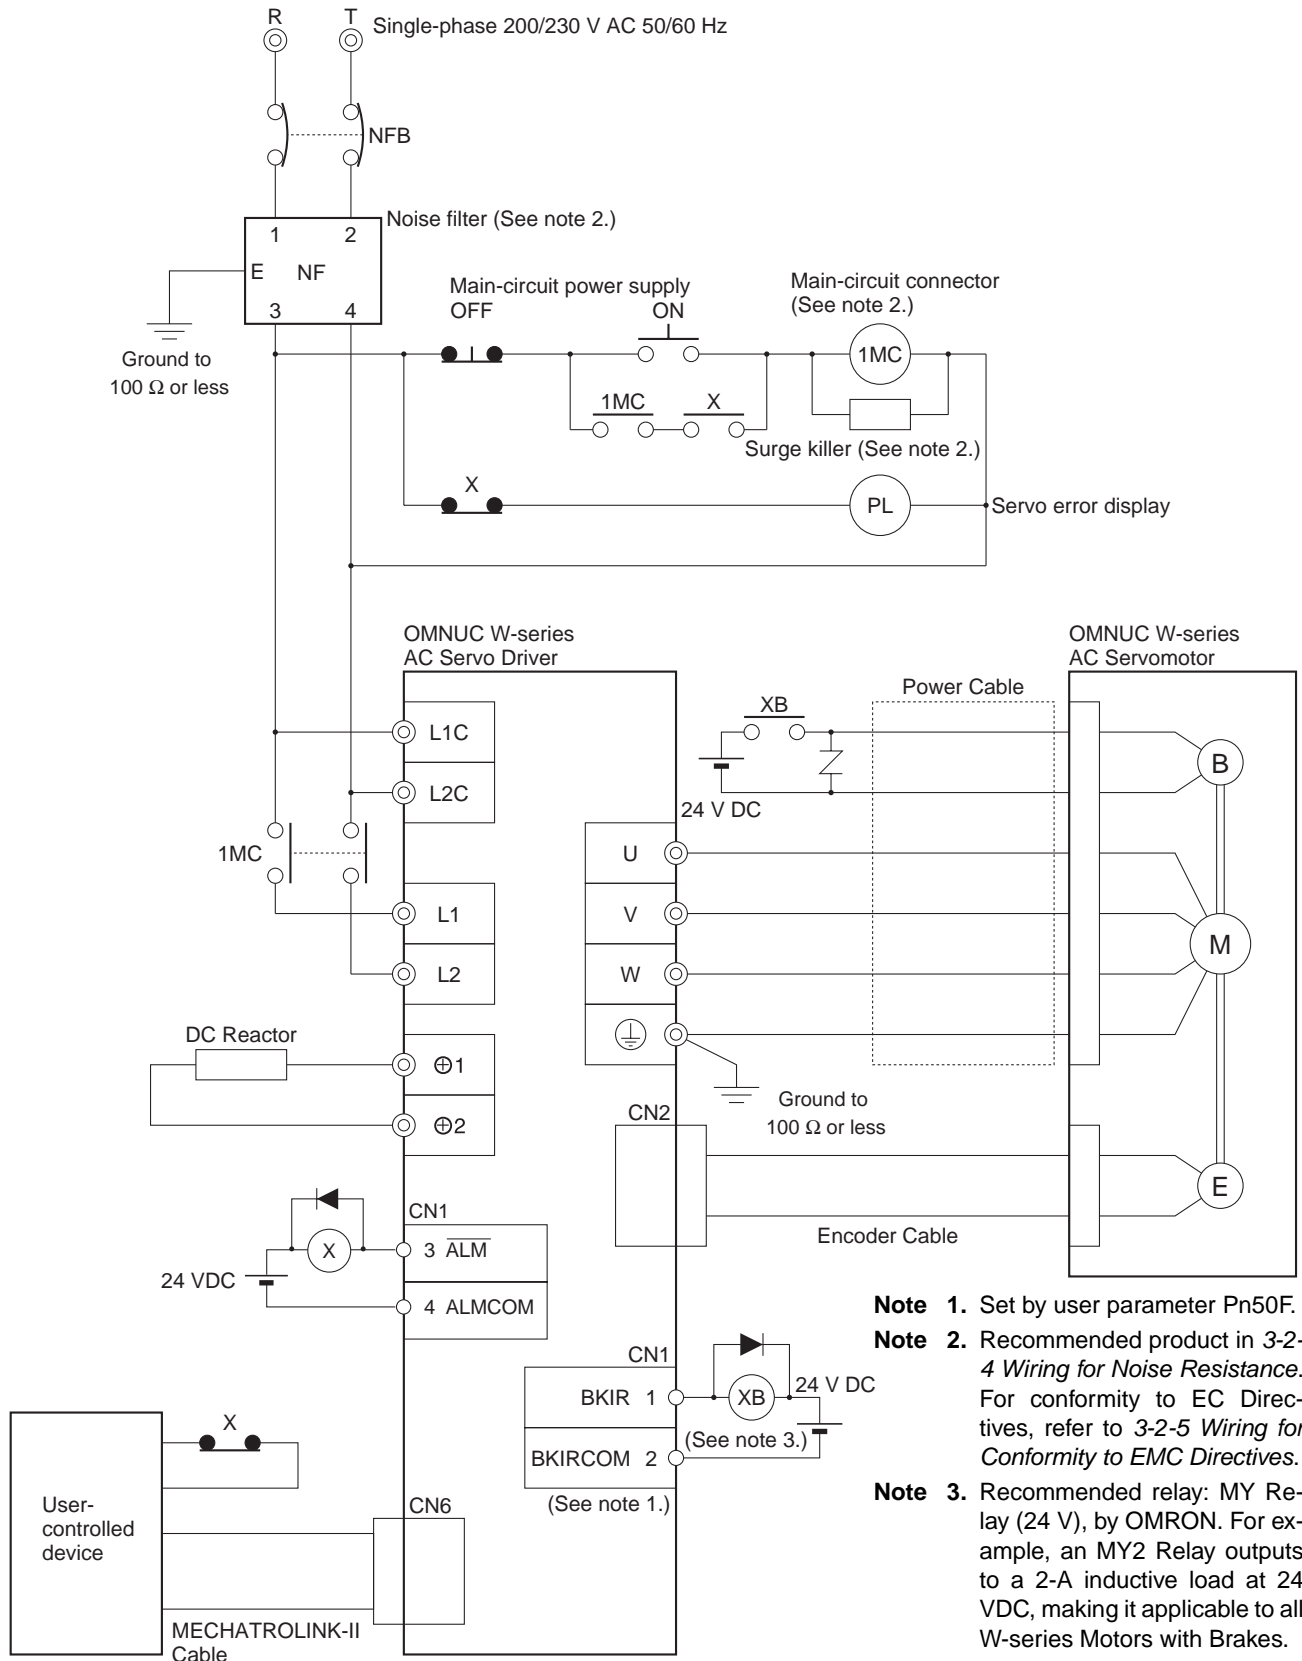 R T Single-phase 200/230 V AC 50/60 Hz
NFB
Noise filter (See note 2.)
1 2
E NF
3 4
Ground to
100 Ω or less
Main-circuit power supply
OFF ON
Main-circuit connector
(See note 2.)
1MC
1MC X
Surge killer (See note 2.)
X
PL
Servo error display
OMNUC W-series
AC Servo Driver
OMNUC W-series
AC Servomotor
Power Cable
XB
L1C
L2C
24 V DC
B
1MC
U
V
W
L1
L2
M
DC Reactor
⊕1
⊕2
Ground to
100 Ω or less
CN2
E
Encoder Cable
CN1
X
3 A̅L̅M̅
24 VDC
4 ALMCOM
CN1
BKIR 1
XB
24 V DC
(See note 3.)
BKIRCOM 2
(See note 1.)
X
User-
controlled
device
CN6
MECHATROLINK-II
Cable
Note 1. Set by user parameter Pn50F.
Note 2. Recommended product in 3-2-
4 Wiring for Noise Resistance.
For conformity to EC Direc-
tives, refer to 3-2-5 Wiring for
Conformity to EMC Directives.
Note 3. Recommended relay: MY Re-
lay (24 V), by OMRON. For ex-
ample, an MY2 Relay outputs
to a 2-A inductive load at 24
VDC, making it applicable to all
W-series Motors with Brakes.